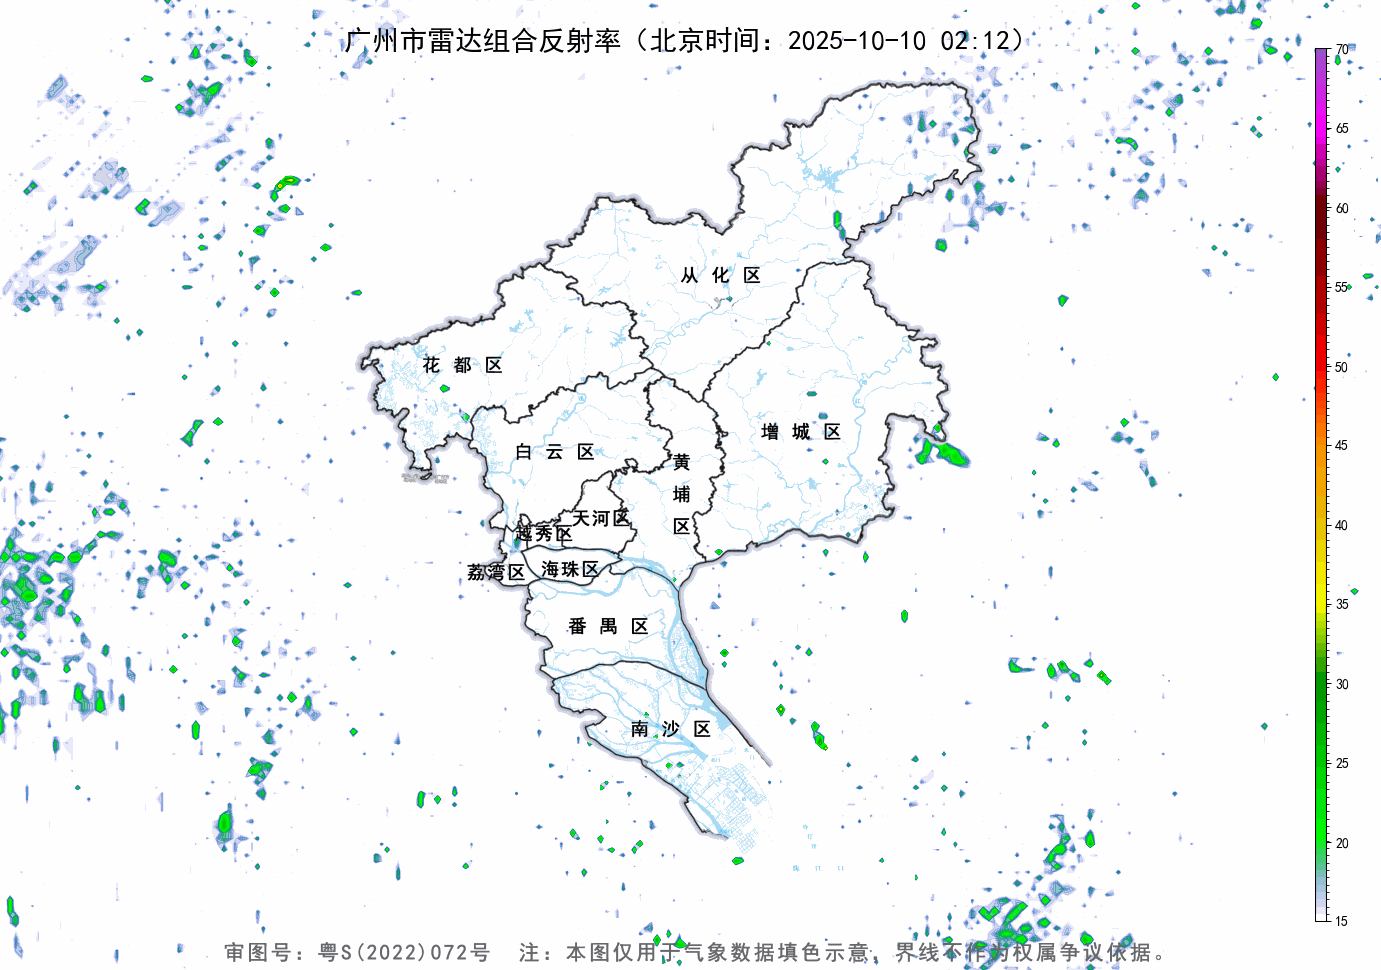 广州市雷达组合反射率（北京时间：2025-10-10 02:12）
70
65
60
55
50
45
40
35
30
25
20
15
从化区
花都区
增城区
白云区
黄埔区
天河区
越秀区
荔湾区
海珠区
番禺区
南沙区
审图号：粤S(2022)072号 注：本图仅用于气象数据填色示意，界线不作为权属争议依据。